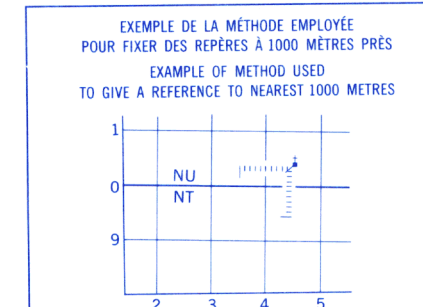 EXEMPLE DE LA MÉTHODE EMPLOYÉE
POUR FIXER DES REPÈRES À 1000 MÈTRES PRÈS
EXAMPLE OF METHOD USED
TO GIVE A REFERENCE TO NEAREST 1000 METRES
1
NU
0
NT
9
2 3 4 5